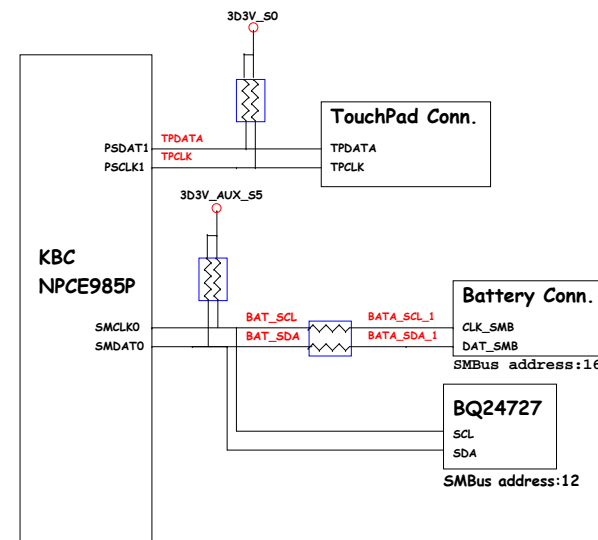 3D3V_S0
TouchPad Conn.
TPDATA
PSDAT1
TPDATA
TPCLK
PSCLK1
TPCLK
3D3V_AUX_S5
KBC
NPCE985P
Battery Conn.
BAT_SCL
BATA_SCL_1
SMCLK0
CLK_SMB
BAT_SDA
BATA_SDA_1
SMDAT0
DAT_SMB
SMBus address:16
BQ24727
SCL
SDA
SMBus address:12